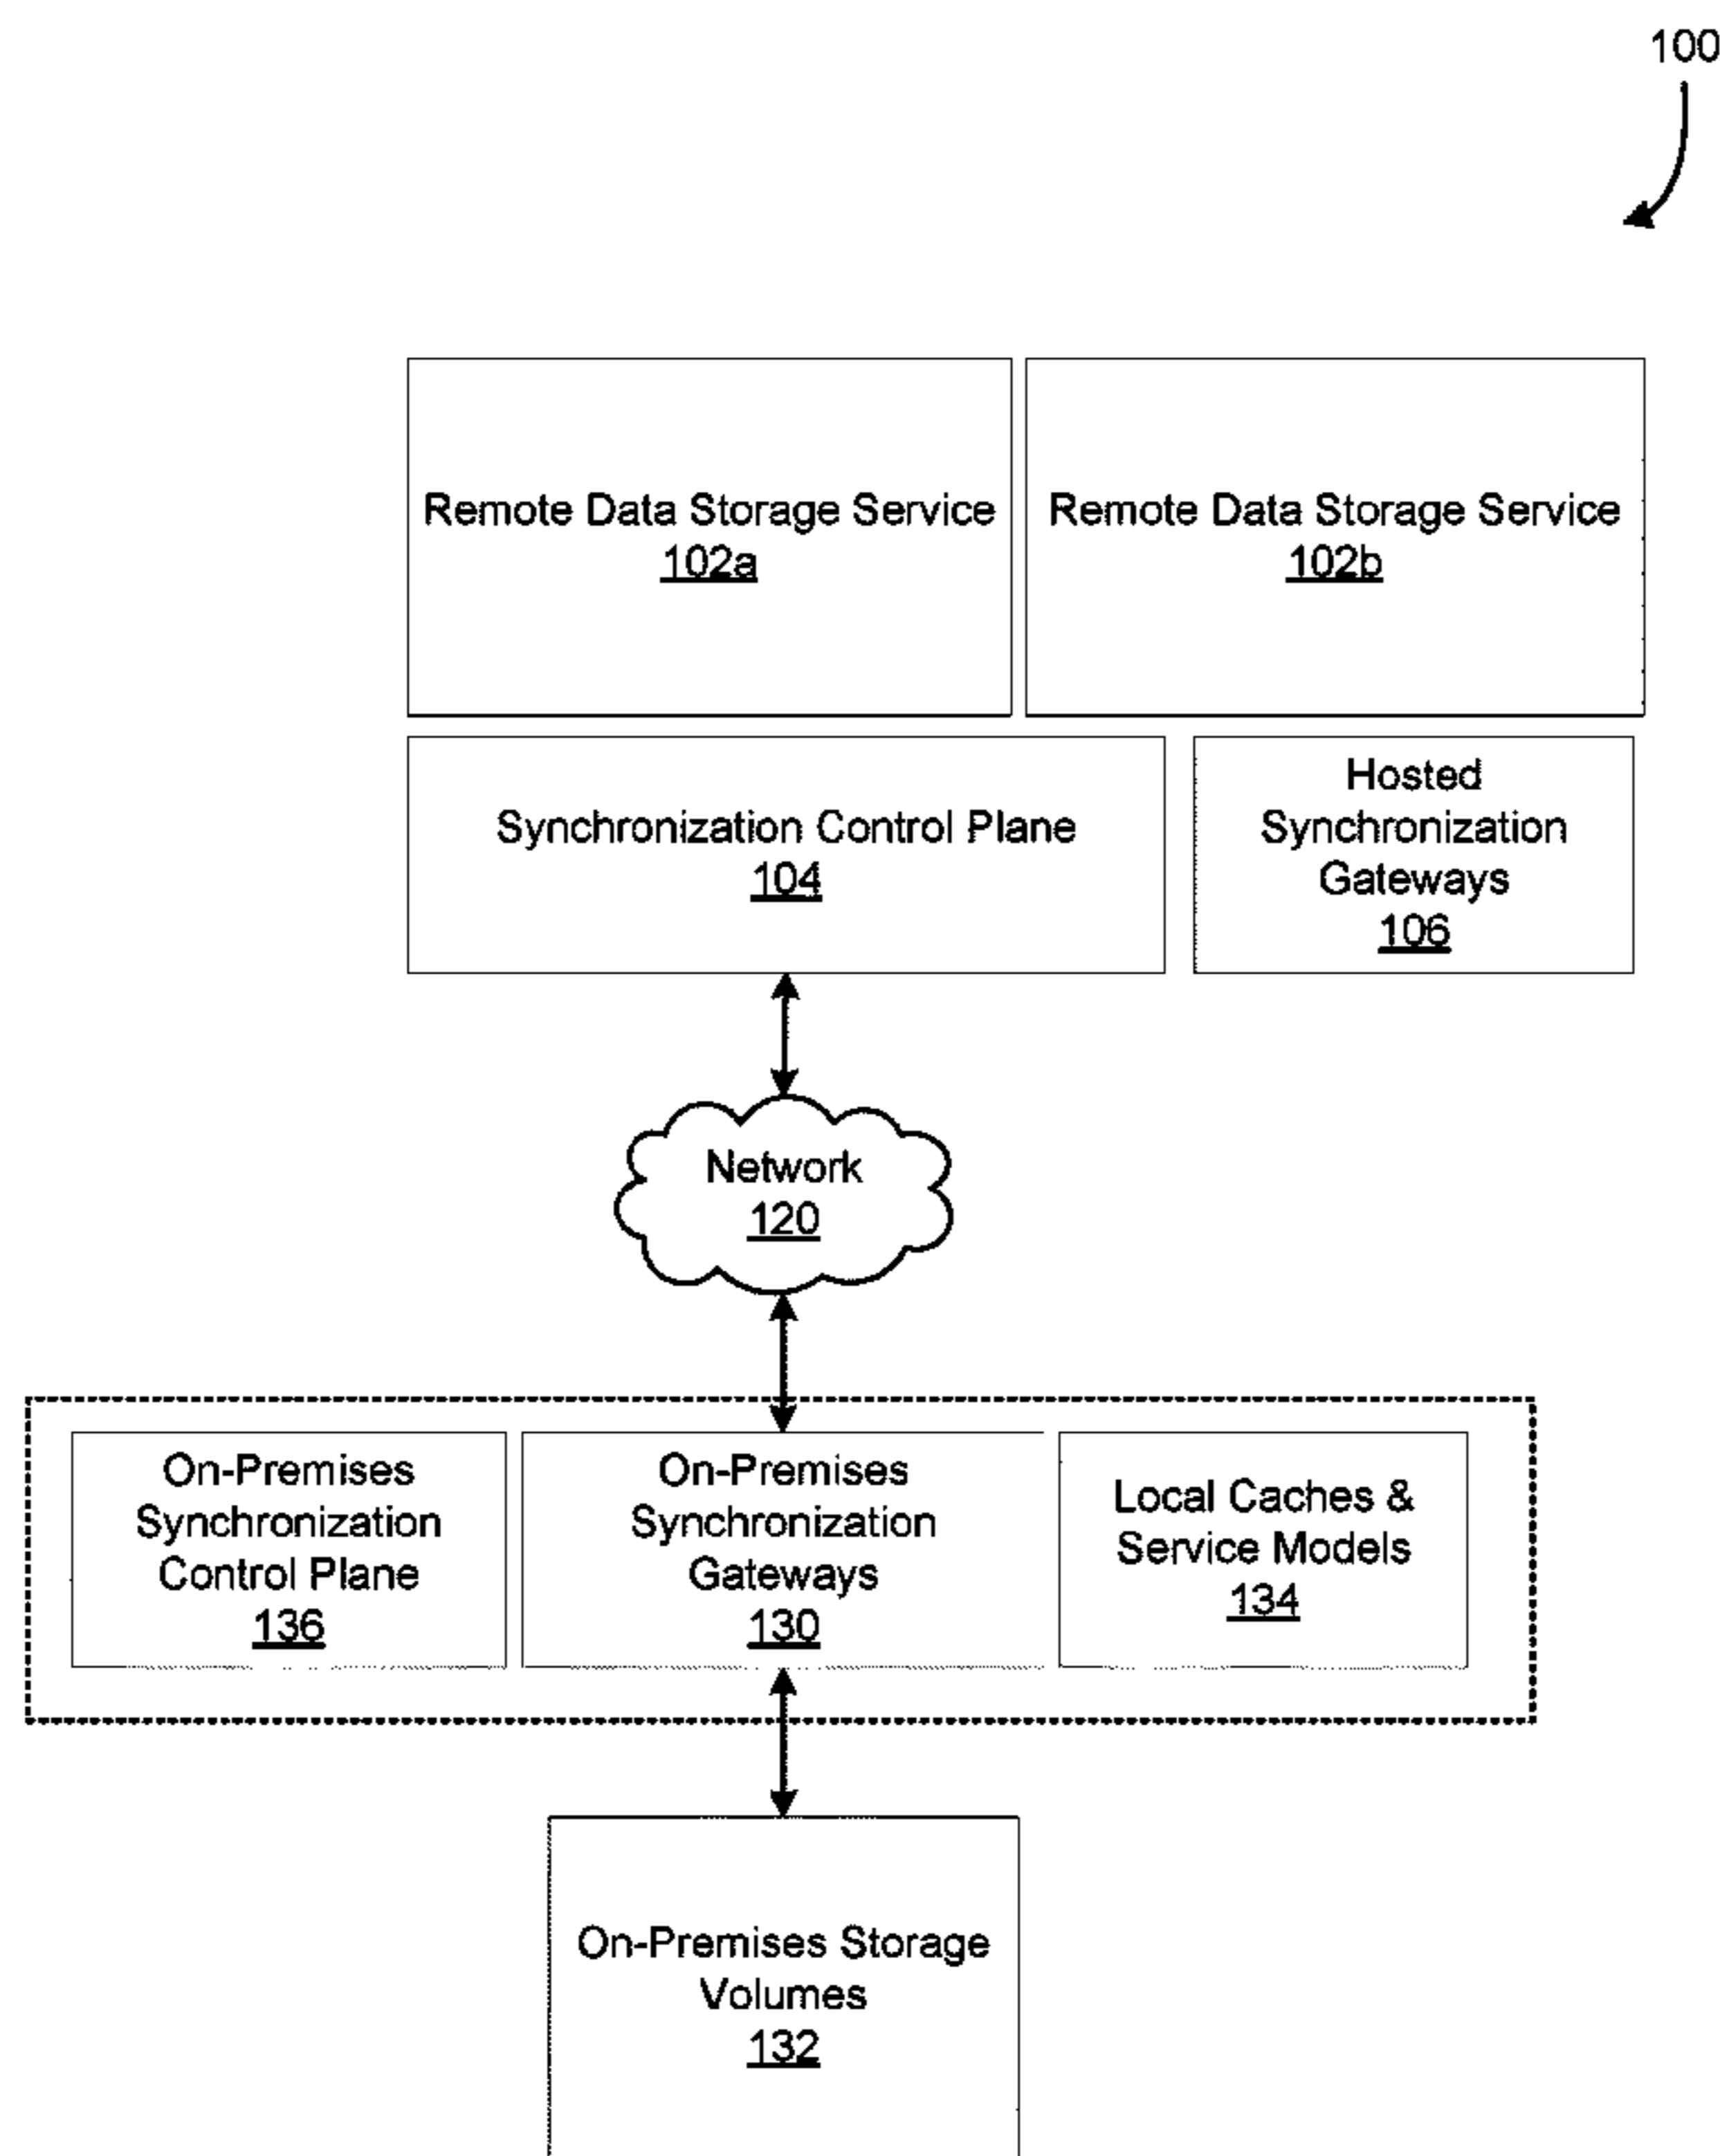 100
Remote Data Storage Service
102a
Remote Data Storage Service
102b
Synchronization Control Plane
104
Hosted
Synchronization
Gateways
106
Network
120
On-Premises
Synchronization
Control Plane
136
On-Premises
Synchronization
Gateways
130
Local Caches &
Service Models
134
On-Premises Storage
Volumes
132